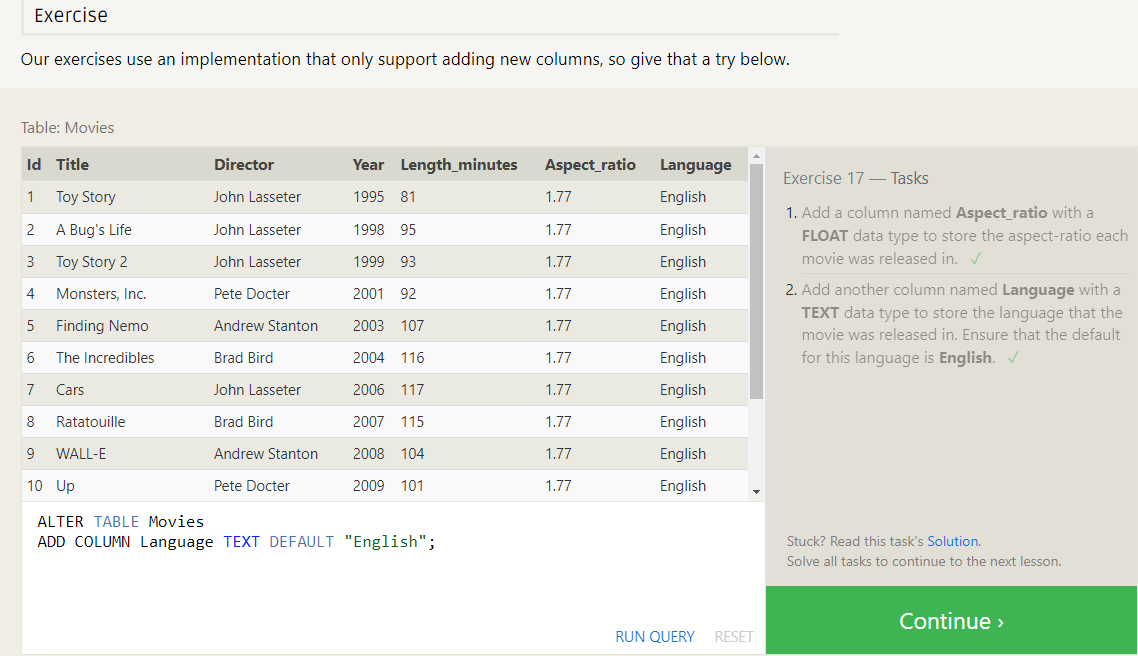 Exercise
Our exercises use an implementation that only support adding new columns, so give that a try below.
Table: Movies
Id Title Director Year Length_minutes Aspect_ratio Language
1 Toy Story John Lasseter 1995 81 1.77 English
2 A Bug's Life John Lasseter 1998 95 1.77 English
3 Toy Story 2 John Lasseter 1999 93 1.77 English
4 Monsters, Inc. Pete Docter 2001 92 1.77 English
5 Finding Nemo Andrew Stanton 2003 107 1.77 English
6 The Incredibles Brad Bird 2004 116 1.77 English
7 Cars John Lasseter 2006 117 1.77 English
8 Ratatouille Brad Bird 2007 115 1.77 English
9 WALL-E Andrew Stanton 2008 104 1.77 English
10 Up Pete Docter 2009 101 1.77 English
ALTER TABLE Movies
ADD COLUMN Language TEXT DEFAULT "English";
RUN QUERY RESET
Exercise 17 — Tasks
1. Add a column named Aspect_ratio with a
FLOAT data type to store the aspect-ratio each
movie was released in. ✓
2. Add another column named Language with a
TEXT data type to store the language that the
movie was released in. Ensure that the default
for this language is English. ✓
Stuck? Read this task's Solution.
Solve all tasks to continue to the next lesson.
Continue ›